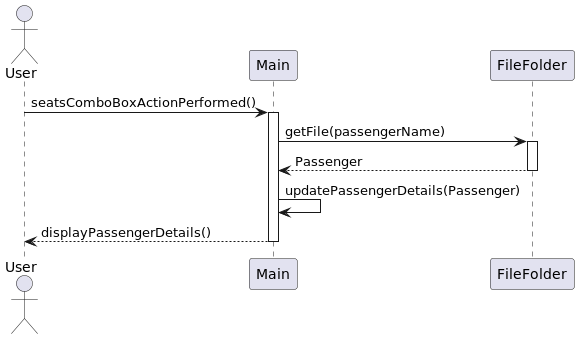 User
Main
FileFolder
seatsComboBoxActionPerformed()
getFile(passengerName)
Passenger
updatePassengerDetails(Passenger)
displayPassengerDetails()
User
Main
FileFolder